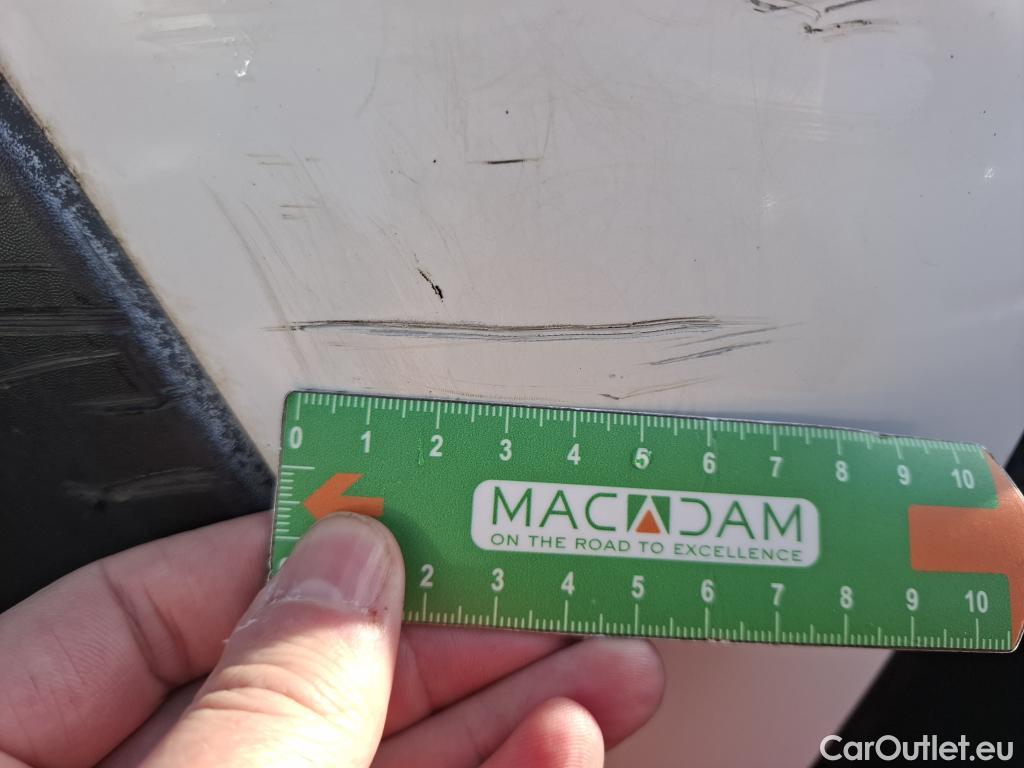 0 1 2 3 4 5 6 7 8 9 10
MACADAM
ON THE ROAD TO EXCELLENCE
2 3 4 5 6 7 8 9 10
CarOutlet.eu